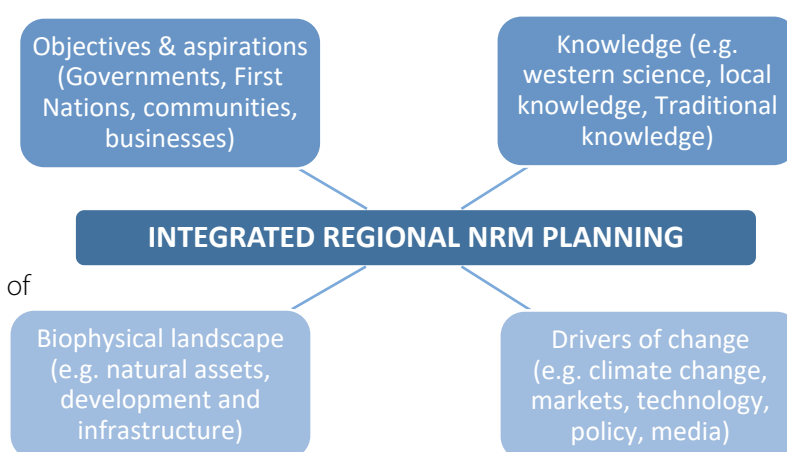 Objectives & aspirations
(Governments, First
Nations, communities,
businesses)
Knowledge (e.g.
western science, local
knowledge, Traditional
knowledge)
INTEGRATED REGIONAL NRM PLANNING
of
Biophysical landscape
(e.g. natural assets,
development and
infrastructure)
Drivers of change
(e.g. climate change,
markets, technology,
policy, media)